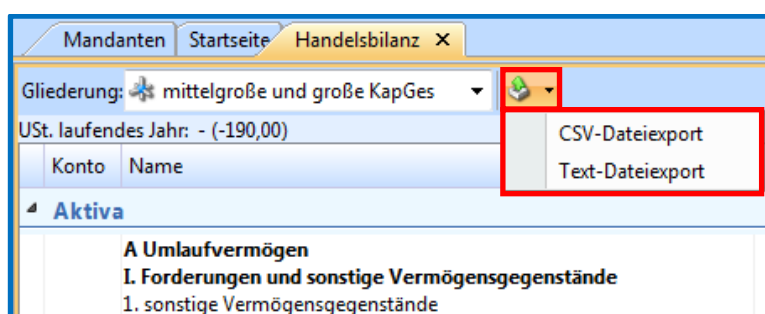 Mandanten Startseite Handelsbilanz
Gliederung: mittelgroße und große KapGes
USt. laufendes Jahr: - (-190,00)
CSV-Dateiexport
Konto Name
Text-Dateiexport
Aktiva
A Umlaufvermögen
I. Forderungen und sonstige Vermögensgegenstände
1. sonstige Vermögensgegenstände